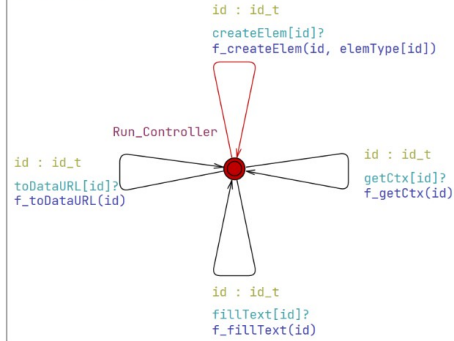 id : id_t
createElem[id]?
f_createElem(id, elemType[id])
Run_Controller
id : id_t
toDataURL[id]?
f_toDataURL(id)
id : id_t
getCtx[id]?
f_getCtx(id)
id : id_t
fillText[id]?
f_fillText(id)